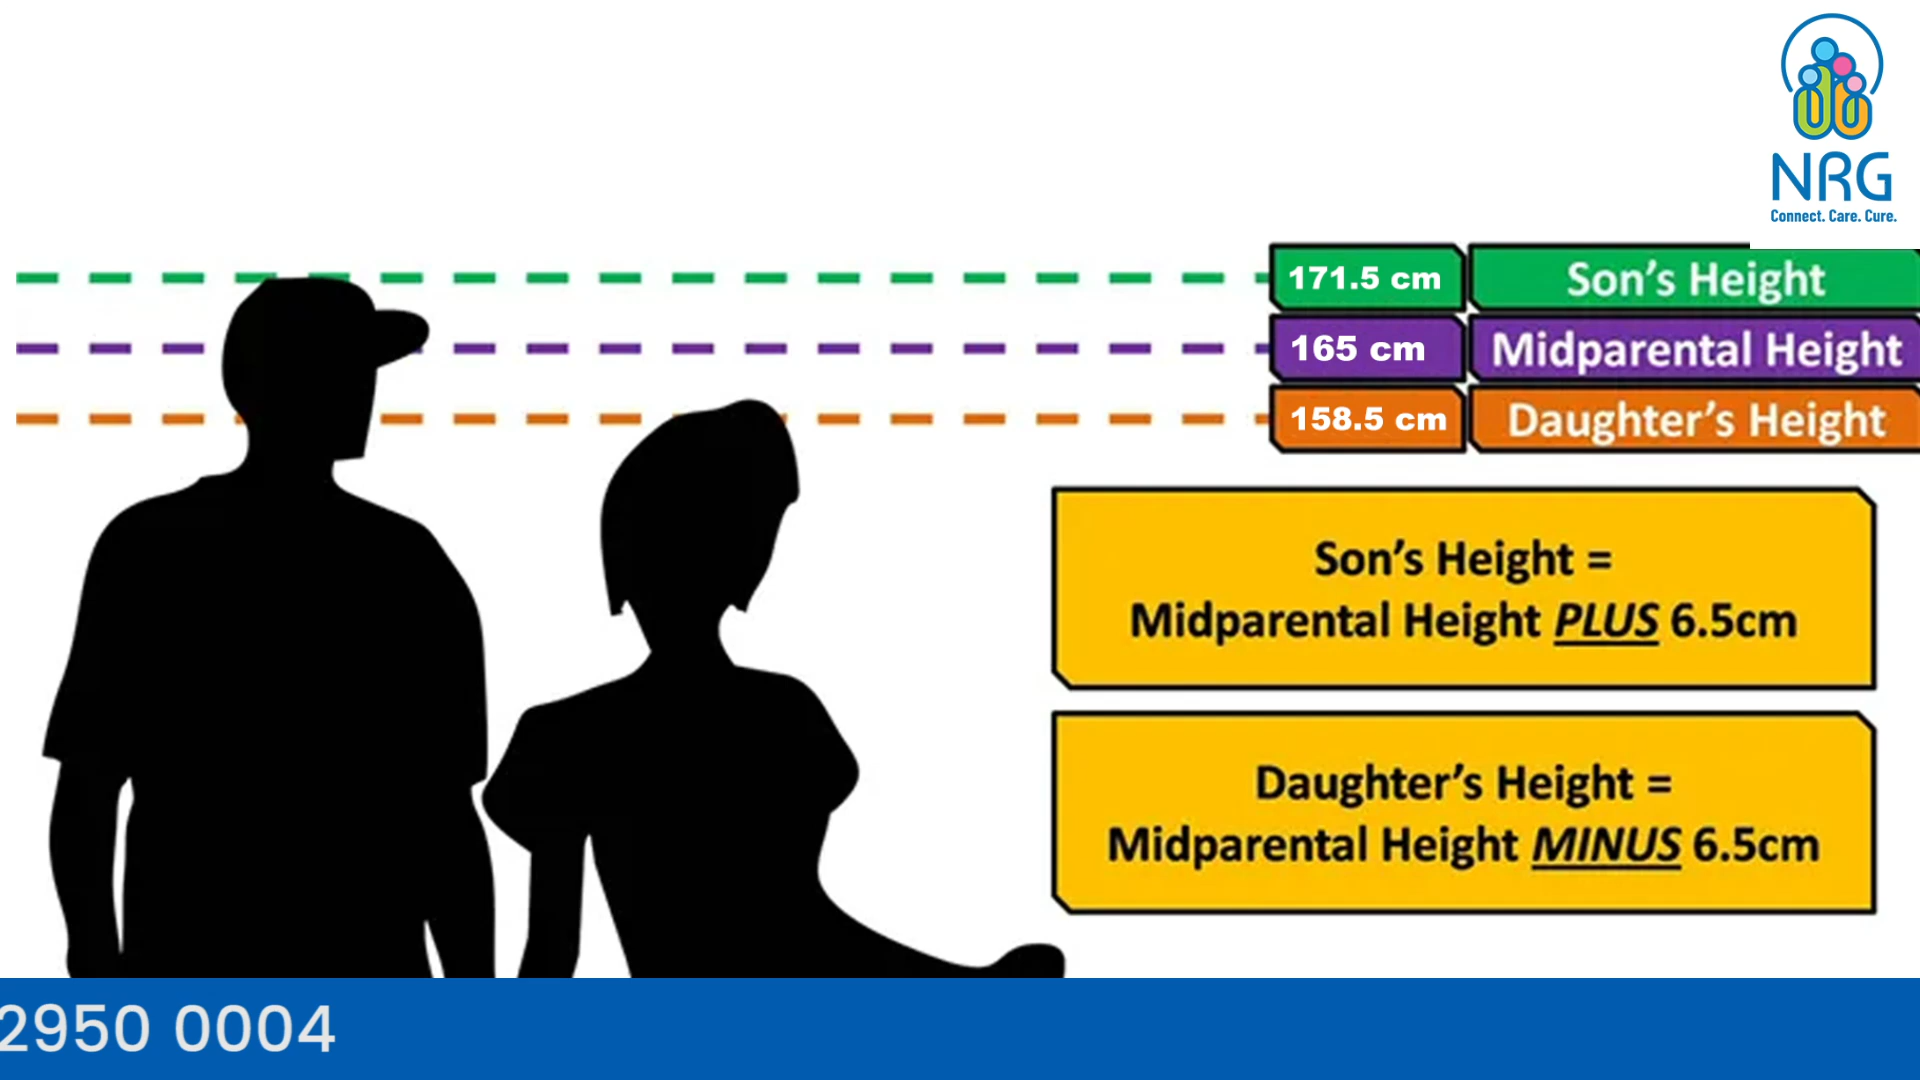 NRG
Connect. Care. Cure.
171.5 cm Son's Height
165 cm Midparental Height
158.5 cm Daughter's Height
Son's Height =
Midparental Height PLUS 6.5cm
Daughter's Height =
Midparental Height MINUS 6.5cm
2950 0004